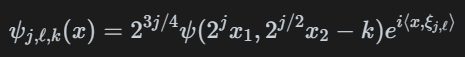 ψ_{j,ℓ,k}(x) = 2^{3j/4}ψ(2^j x_1, 2^{j/2}x_2 − k)e^{i⟨x,ξ_{j,ℓ}⟩}